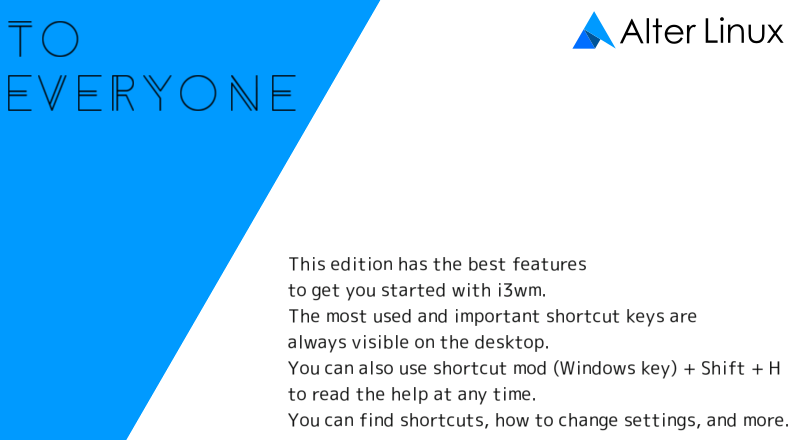 TO
EVERYONE
Alter Linux
This edition has the best features
to get you started with i3wm.
The most used and important shortcut keys are
always visible on the desktop.
You can also use shortcut mod (Windows key) + Shift + H
to read the help at any time.
You can find shortcuts, how to change settings, and more.